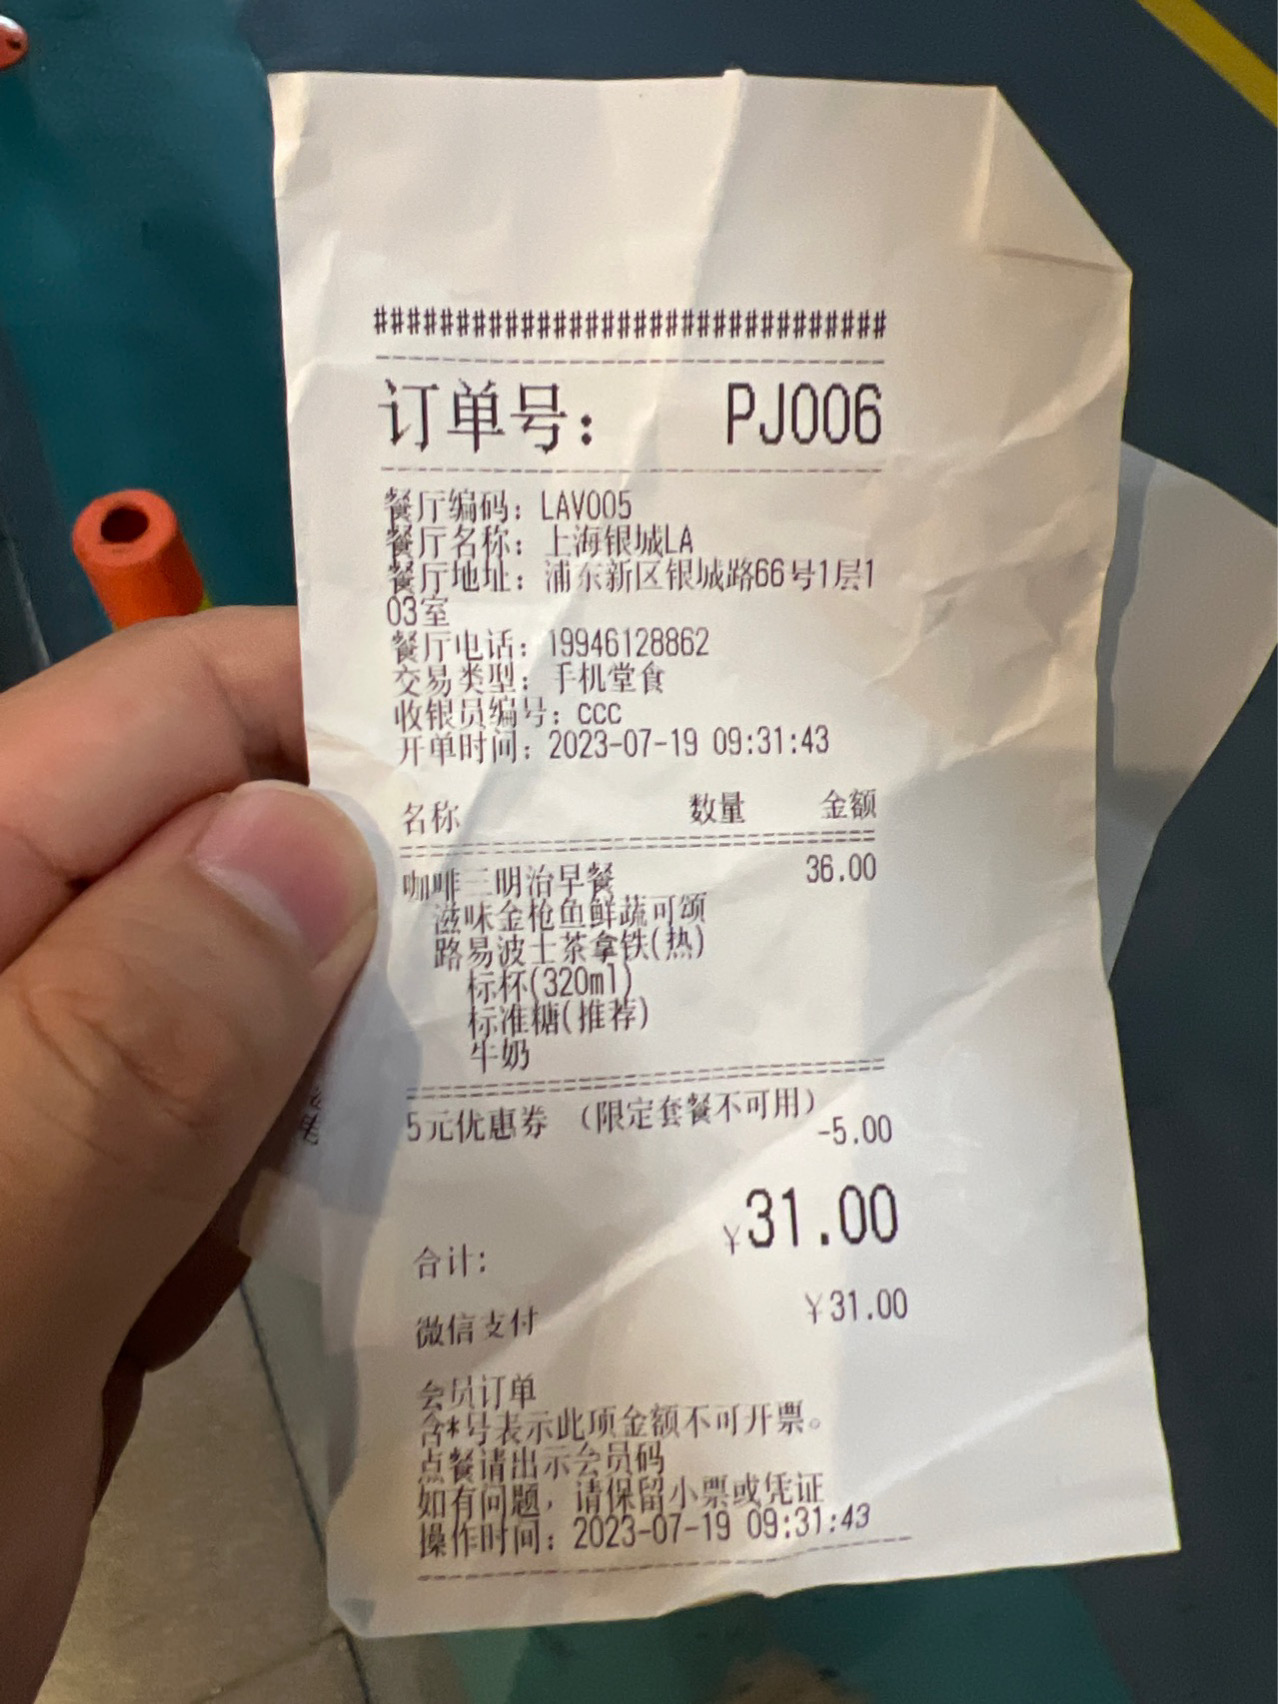 ###############################
订单号： PJ006
餐厅编码：LAV005
餐厅名称：上海银城LA
餐厅地址：浦东新区银城路66号1层1
03室
餐厅电话：19946128862
交易类型：手机堂食
收银员编号：ccc
开单时间：2023-07-19 09:31:43
名称 数量 金额
咖啡三明治早餐 36.00
滋味金枪鱼鲜蔬可颂
路易波士茶拿铁(热)
标杯(320ml)
标准糖(推荐)
牛奶
5元优惠券 （限定套餐不可用）
-5.00
合计： ¥31.00
微信支付 ¥31.00
会员订单
含*号表示此项金额不可开票。
点餐请出示会员码
如有问题，请保留小票或凭证
操作时间：2023-07-19 09:31:43